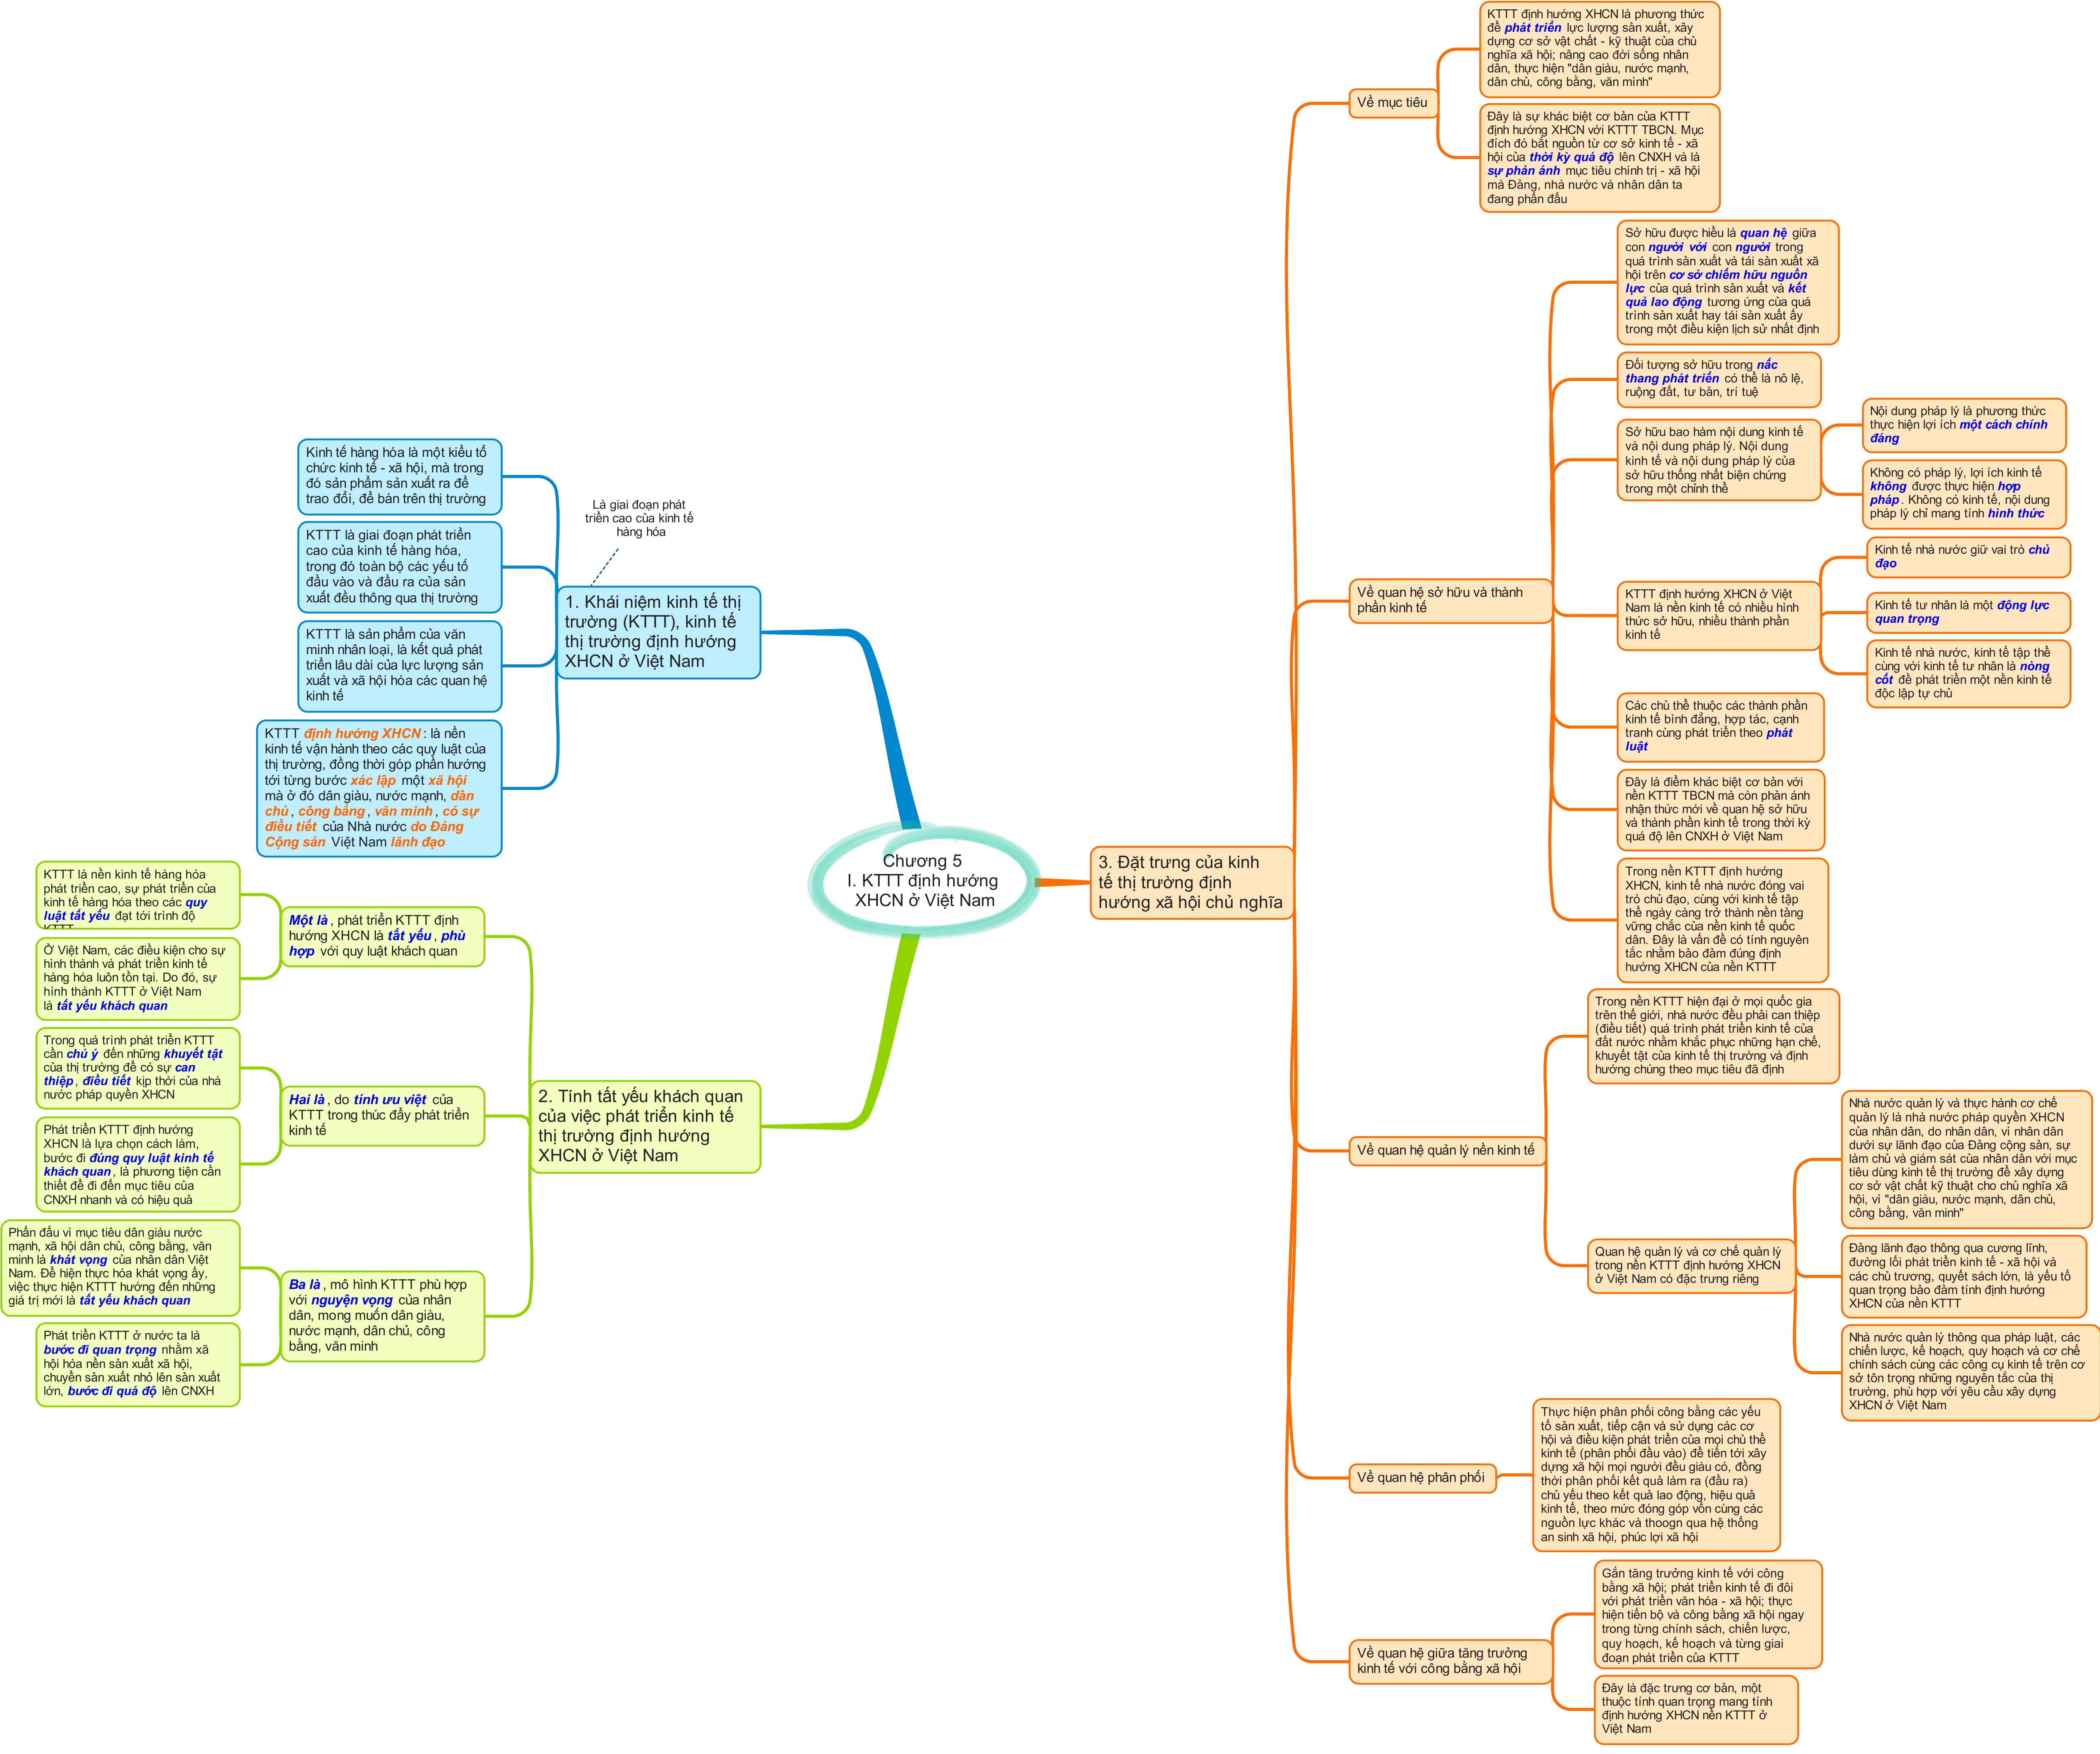 Chương 5
I. KTTT định hướng
XHCN ở Việt Nam
Là giai đoạn phát
triển cao của kinh tế
hàng hóa
1. Khái niệm kinh tế thị
trường (KTTT), kinh tế
thị trường định hướng
XHCN ở Việt Nam
Kinh tế hàng hóa là một kiểu tổ
chức kinh tế - xã hội, mà trong
đó sản phẩm sản xuất ra để
trao đổi, để bán trên thị trường
KTTT là giai đoạn phát triển
cao của kinh tế hàng hóa,
trong đó toàn bộ các yếu tố
đầu vào và đầu ra của sản
xuất đều thông qua thị trường
KTTT là sản phẩm của văn
minh nhân loại, là kết quả phát
triển lâu dài của lực lượng sản
xuất và xã hội hóa các quan hệ
kinh tế
KTTT định hướng XHCN: là nền
kinh tế vận hành theo các quy luật của
thị trường, đồng thời góp phần hướng
tới từng bước xác lập một xã hội
mà ở đó dân giàu, nước mạnh, dân
chủ, công bằng, văn minh, có sự
điều tiết của Nhà nước do Đảng
Cộng sản Việt Nam lãnh đạo
2. Tính tất yếu khách quan
của việc phát triển kinh tế
thị trường định hướng
XHCN ở Việt Nam
Một là, phát triển KTTT định
hướng XHCN là tất yếu, phù
hợp với quy luật khách quan
KTTT là nền kinh tế hàng hóa
phát triển cao, sự phát triển của
kinh tế hàng hóa theo các quy
luật tất yếu đạt tới trình độ
KTTT
Ở Việt Nam, các điều kiện cho sự
hình thành và phát triển kinh tế
hàng hóa luôn tồn tại. Do đó, sự
hình thành KTTT ở Việt Nam
là tất yếu khách quan
Hai là, do tính ưu việt của
KTTT trong thúc đẩy phát triển
kinh tế
Trong quá trình phát triển KTTT
cần chú ý đến những khuyết tật
của thị trường để có sự can
thiệp, điều tiết kịp thời của nhà
nước pháp quyền XHCN
Phát triển KTTT định hướng
XHCN là lựa chọn cách làm,
bước đi đúng quy luật kinh tế
khách quan, là phương tiện cần
thiết để đi đến mục tiêu của
CNXH nhanh và có hiệu quả
Ba là, mô hình KTTT phù hợp
với nguyện vọng của nhân
dân, mong muốn dân giàu,
nước mạnh, dân chủ, công
bằng, văn minh
Phấn đấu vì mục tiêu dân giàu nước
mạnh, xã hội dân chủ, công bằng, văn
minh là khát vọng của nhân dân Việt
Nam. Để hiện thực hóa khát vọng ấy,
việc thực hiện KTTT hướng đến những
giá trị mới là tất yếu khách quan
Phát triển KTTT ở nước ta là
bước đi quan trọng nhằm xã
hội hóa nền sản xuất xã hội,
chuyển sản xuất nhỏ lên sản xuất
lớn, bước đi quá độ lên CNXH
3. Đặt trưng của kinh
tế thị trường định
hướng xã hội chủ nghĩa
Về mục tiêu
KTTT định hướng XHCN là phương thức
để phát triển lực lượng sản xuất, xây
dựng cơ sở vật chất - kỹ thuật của chủ
nghĩa xã hội; nâng cao đời sống nhân
dân, thực hiện "dân giàu, nước mạnh,
dân chủ, công bằng, văn minh"
Đây là sự khác biệt cơ bản của KTTT
định hướng XHCN với KTTT TBCN. Mục
đích đó bắt nguồn từ cơ sở kinh tế - xã
hội của thời kỳ quá độ lên CNXH và là
sự phản ánh mục tiêu chính trị - xã hội
mà Đảng, nhà nước và nhân dân ta
đang phấn đấu
Về quan hệ sở hữu và thành
phần kinh tế
Sở hữu được hiểu là quan hệ giữa
con người với con người trong
quá trình sản xuất và tái sản xuất xã
hội trên cơ sở chiếm hữu nguồn
lực của quá trình sản xuất và kết
quả lao động tương ứng của quá
trình sản xuất hay tái sản xuất ấy
trong một điều kiện lịch sử nhất định
Đối tượng sở hữu trong nấc
thang phát triển có thể là nô lệ,
ruộng đất, tư bản, trí tuệ
Sở hữu bao hàm nội dung kinh tế
và nội dung pháp lý. Nội dung
kinh tế và nội dung pháp lý của
sở hữu thống nhất biện chứng
trong một chỉnh thể
Nội dung pháp lý là phương thức
thực hiện lợi ích một cách chính
đáng
Không có pháp lý, lợi ích kinh tế
không được thực hiện hợp
pháp. Không có kinh tế, nội dung
pháp lý chỉ mang tính hình thức
KTTT định hướng XHCN ở Việt
Nam là nền kinh tế có nhiều hình
thức sở hữu, nhiều thành phần
kinh tế
Kinh tế nhà nước giữ vai trò chủ
đạo
Kinh tế tư nhân là một động lực
quan trọng
Kinh tế nhà nước, kinh tế tập thể
cùng với kinh tế tư nhân là nòng
cốt để phát triển một nền kinh tế
độc lập tự chủ
Các chủ thể thuộc các thành phần
kinh tế bình đẳng, hợp tác, cạnh
tranh cùng phát triển theo phát
luật
Đây là điểm khác biệt cơ bản với
nền KTTT TBCN mà còn phản ánh
nhận thức mới về quan hệ sở hữu
và thành phần kinh tế trong thời kỳ
quá độ lên CNXH ở Việt Nam
Trong nền KTTT định hướng
XHCN, kinh tế nhà nước đóng vai
trò chủ đạo, cùng với kinh tế tập
thể ngày càng trở thành nền tảng
vững chắc của nền kinh tế quốc
dân. Đây là vấn đề có tính nguyên
tắc nhằm bảo đảm đúng định
hướng XHCN của nền KTTT
Về quan hệ quản lý nền kinh tế
Trong nền KTTT hiện đại ở mọi quốc gia
trên thế giới, nhà nước đều phải can thiệp
(điều tiết) quá trình phát triển kinh tế của
đất nước nhằm khắc phục những hạn chế,
khuyết tật của kinh tế thị trường và định
hướng chúng theo mục tiêu đã định
Quan hệ quản lý và cơ chế quản lý
trong nền KTTT định hướng XHCN
ở Việt Nam có đặc trưng riêng
Nhà nước quản lý và thực hành cơ chế
quản lý là nhà nước pháp quyền XHCN
của nhân dân, do nhân dân, vì nhân dân
dưới sự lãnh đạo của Đảng cộng sản, sự
làm chủ và giám sát của nhân dân với mục
tiêu dùng kinh tế thị trường để xây dựng
cơ sở vật chất kỹ thuật cho chủ nghĩa xã
hội, vì "dân giàu, nước mạnh, dân chủ,
công bằng, văn minh"
Đảng lãnh đạo thông qua cương lĩnh,
đường lối phát triển kinh tế - xã hội và
các chủ trương, quyết sách lớn, là yếu tố
quan trọng bảo đảm tính định hướng
XHCN của nền KTTT
Nhà nước quản lý thông qua pháp luật, các
chiến lược, kế hoạch, quy hoạch và cơ chế
chính sách cùng các công cụ kinh tế trên cơ
sở tôn trọng những nguyên tắc của thị
trường, phù hợp với yêu cầu xây dựng
XHCN ở Việt Nam
Về quan hệ phân phối
Thực hiện phân phối công bằng các yếu
tố sản xuất, tiếp cận và sử dụng các cơ
hội và điều kiện phát triển của mọi chủ thể
kinh tế (phân phối đầu vào) để tiến tới xây
dựng xã hội mọi người đều giàu có, đồng
thời phân phối kết quả làm ra (đầu ra)
chủ yếu theo kết quả lao động, hiệu quả
kinh tế, theo mức đóng góp vốn cùng các
nguồn lực khác và thoogn qua hệ thống
an sinh xã hội, phúc lợi xã hội
Về quan hệ giữa tăng trưởng
kinh tế với công bằng xã hội
Gắn tăng trưởng kinh tế với công
bằng xã hội; phát triển kinh tế đi đôi
với phát triển văn hóa - xã hội; thực
hiện tiến bộ và công bằng xã hội ngay
trong từng chính sách, chiến lược,
quy hoạch, kế hoạch và từng giai
đoạn phát triển của KTTT
Đây là đặc trưng cơ bản, một
thuộc tính quan trọng mang tính
định hướng XHCN nền KTTT ở
Việt Nam